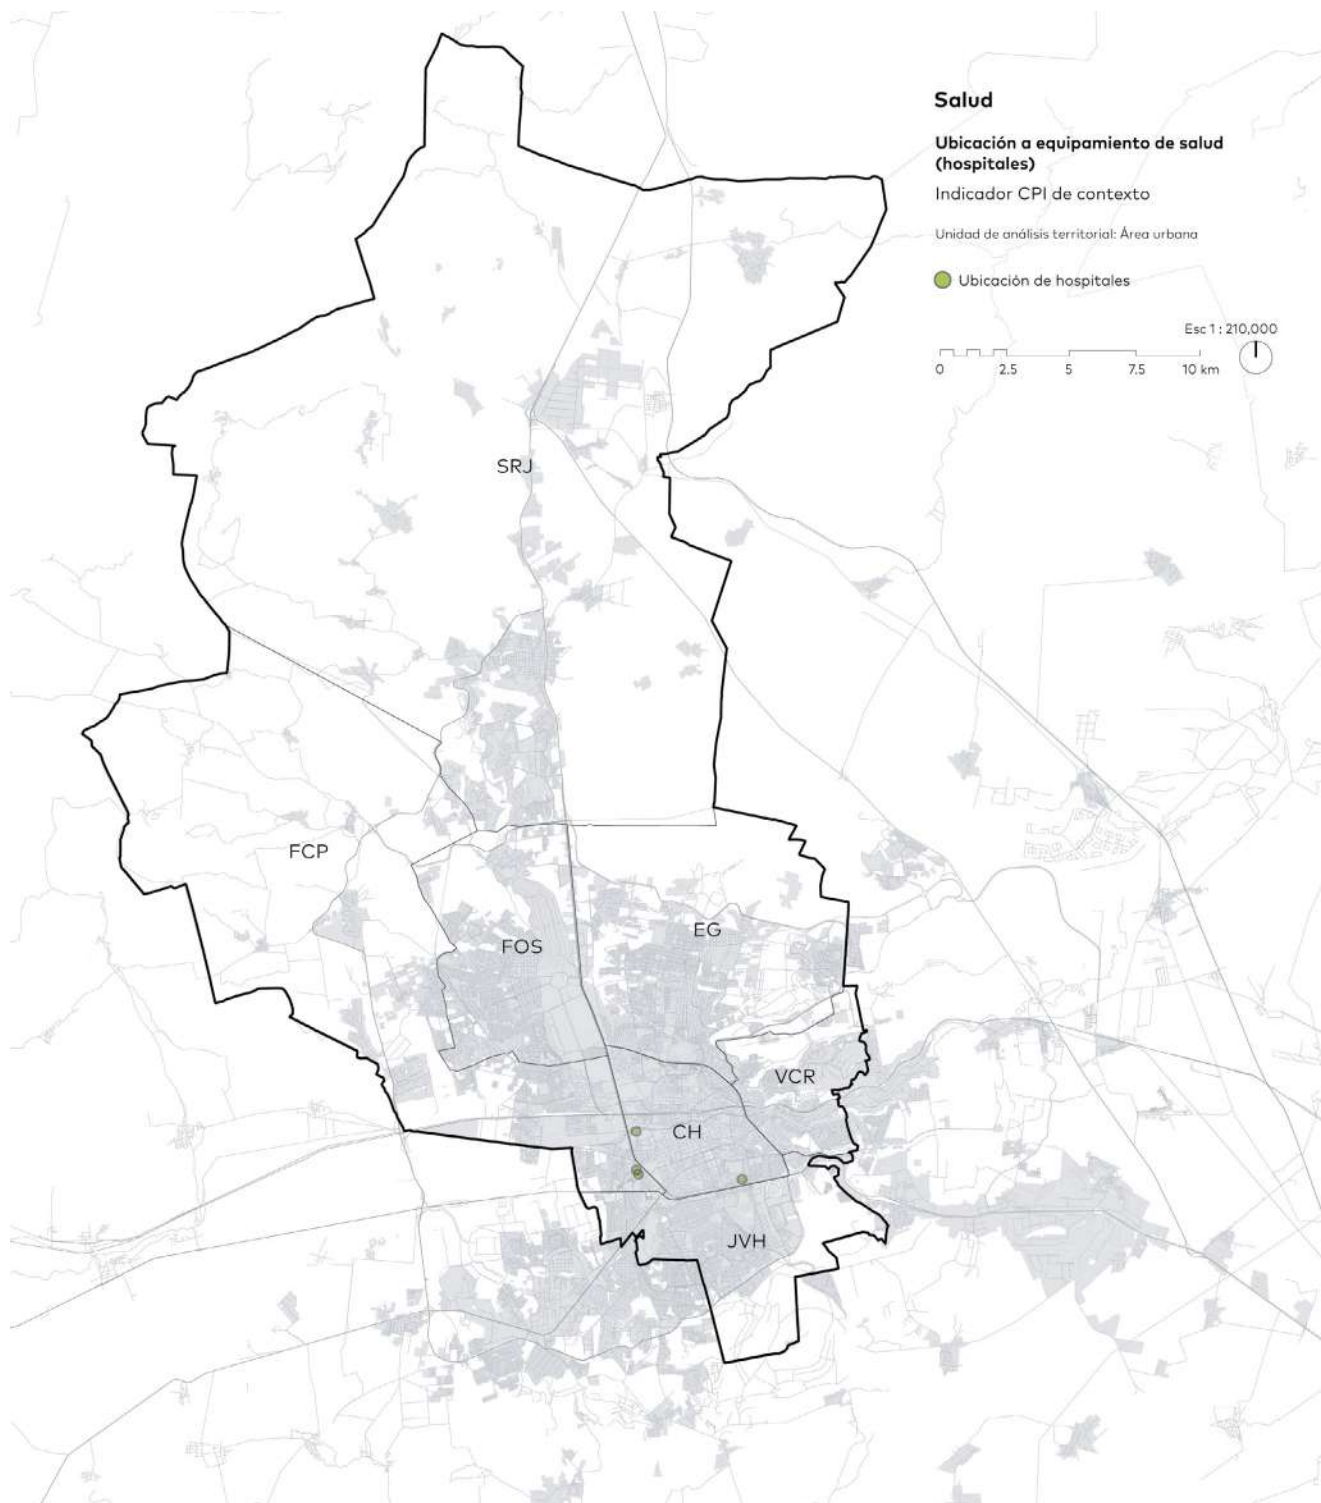 Salud
Ubicación a equipamiento de salud
(hospitales)
Indicador CPI de contexto
Unidad de análisis territorial: Área urbana
Ubicación de hospitales
Esc 1 : 210,000
0 2.5 5 7.5 10 km
SRJ
FCP
FOS
EG
VCR
CH
JVH